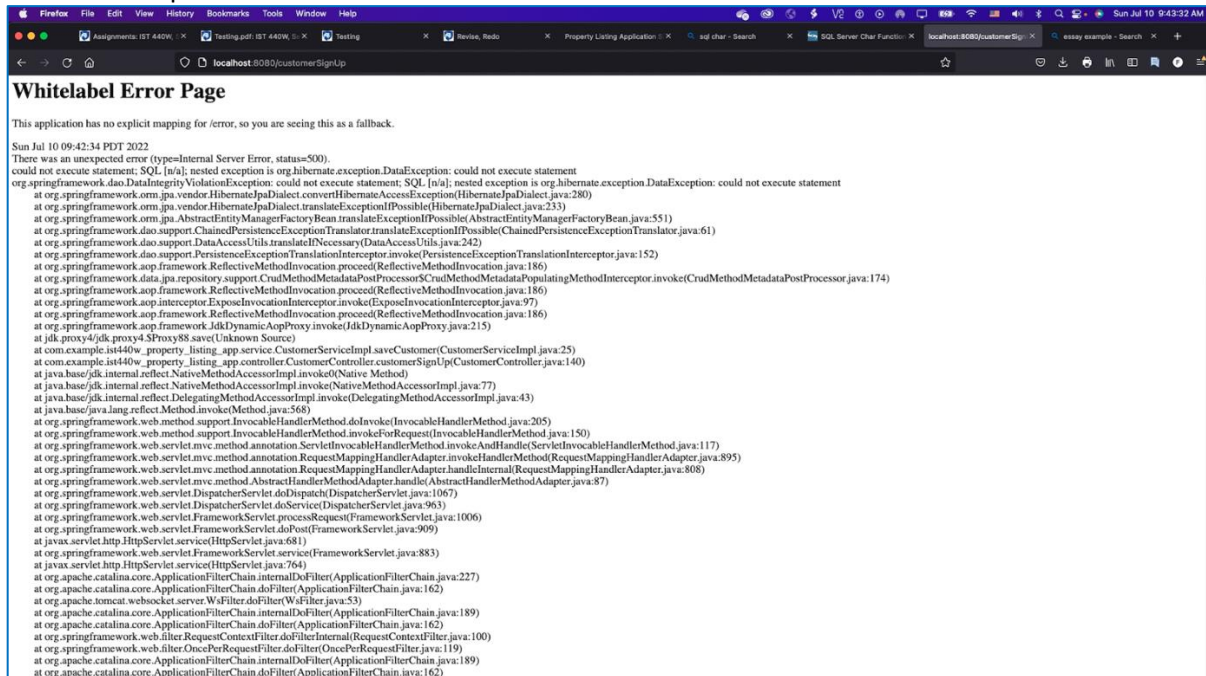 Firefox File Edit View History Bookmarks Tools Window Help Sun Jul 10 9:43:32 AM
Assignments: IST 440W, Testing.pdf: IST 440W, Testing Revise, Redo Property Listing Application sql char - Search SQL Server Char Function localhost:8080/customerSign essay example - Search
localhost:8080/customerSignUp
Whitelabel Error Page
This application has no explicit mapping for /error, so you are seeing this as a fallback.
Sun Jul 10 09:42:34 PDT 2022
There was an unexpected error (type=Internal Server Error, status=500).
could not execute statement; SQL [n/a]; nested exception is org.hibernate.exception.DataException: could not execute statement
org.springframework.dao.DataIntegrityViolationException: could not execute statement; SQL [n/a]; nested exception is org.hibernate.exception.DataException: could not execute statement
at org.springframework.orm.jpa.vendor.HibernateJpaDialect.convertHibernateAccessException(HibernateJpaDialect.java:280)
at org.springframework.orm.jpa.vendor.HibernateJpaDialect.translateExceptionIfPossible(HibernateJpaDialect.java:233)
at org.springframework.orm.jpa.AbstractEntityManagerFactoryBean.translateExceptionIfPossible(AbstractEntityManagerFactoryBean.java:551)
at org.springframework.dao.support.ChainedPersistenceExceptionTranslator.translateExceptionIfPossible(ChainedPersistenceExceptionTranslator.java:61)
at org.springframework.dao.support.DataAccessUtils.translateIfNecessary(DataAccessUtils.java:242)
at org.springframework.dao.support.PersistenceExceptionTranslationInterceptor.invoke(PersistenceExceptionTranslationInterceptor.java:152)
at org.springframework.aop.framework.ReflectiveMethodInvocation.proceed(ReflectiveMethodInvocation.java:186)
at org.springframework.data.jpa.repository.support.CrudMethodMetadataPostProcessor$CrudMethodMetadataPopulatingMethodInterceptor.invoke(CrudMethodMetadataPostProcessor.java:174)
at org.springframework.aop.framework.ReflectiveMethodInvocation.proceed(ReflectiveMethodInvocation.java:186)
at org.springframework.aop.interceptor.ExposeInvocationInterceptor.invoke(ExposeInvocationInterceptor.java:97)
at org.springframework.aop.framework.ReflectiveMethodInvocation.proceed(ReflectiveMethodInvocation.java:186)
at org.springframework.aop.framework.JdkDynamicAopProxy.invoke(JdkDynamicAopProxy.java:215)
at jdk.proxy4/jdk.proxy4.$Proxy88.save(Unknown Source)
at com.example.ist440w_property_listing_app.service.CustomerServiceImpl.saveCustomer(CustomerServiceImpl.java:25)
at com.example.ist440w_property_listing_app.controller.CustomerController.customerSignUp(CustomerController.java:140)
at java.base/jdk.internal.reflect.NativeMethodAccessorImpl.invoke0(Native Method)
at java.base/jdk.internal.reflect.NativeMethodAccessorImpl.invoke(NativeMethodAccessorImpl.java:77)
at java.base/jdk.internal.reflect.DelegatingMethodAccessorImpl.invoke(DelegatingMethodAccessorImpl.java:43)
at java.base/java.lang.reflect.Method.invoke(Method.java:568)
at org.springframework.web.method.support.InvocableHandlerMethod.doInvoke(InvocableHandlerMethod.java:205)
at org.springframework.web.method.support.InvocableHandlerMethod.invokeForRequest(InvocableHandlerMethod.java:150)
at org.springframework.web.servlet.mvc.method.annotation.ServletInvocableHandlerMethod.invokeAndHandle(ServletInvocableHandlerMethod.java:117)
at org.springframework.web.servlet.mvc.method.annotation.RequestMappingHandlerAdapter.invokeHandlerMethod(RequestMappingHandlerAdapter.java:895)
at org.springframework.web.servlet.mvc.method.annotation.RequestMappingHandlerAdapter.handleInternal(RequestMappingHandlerAdapter.java:808)
at org.springframework.web.servlet.mvc.method.AbstractHandlerMethodAdapter.handle(AbstractHandlerMethodAdapter.java:87)
at org.springframework.web.servlet.DispatcherServlet.doDispatch(DispatcherServlet.java:1067)
at org.springframework.web.servlet.DispatcherServlet.doService(DispatcherServlet.java:963)
at org.springframework.web.servlet.FrameworkServlet.processRequest(FrameworkServlet.java:1006)
at org.springframework.web.servlet.FrameworkServlet.doPost(FrameworkServlet.java:909)
at javax.servlet.http.HttpServlet.service(HttpServlet.java:681)
at org.springframework.web.servlet.FrameworkServlet.service(FrameworkServlet.java:883)
at javax.servlet.http.HttpServlet.service(HttpServlet.java:764)
at org.apache.catalina.core.ApplicationFilterChain.internalDoFilter(ApplicationFilterChain.java:227)
at org.apache.catalina.core.ApplicationFilterChain.doFilter(ApplicationFilterChain.java:162)
at org.apache.tomcat.websocket.server.WsFilter.doFilter(WsFilter.java:53)
at org.apache.catalina.core.ApplicationFilterChain.internalDoFilter(ApplicationFilterChain.java:189)
at org.apache.catalina.core.ApplicationFilterChain.doFilter(ApplicationFilterChain.java:162)
at org.springframework.web.filter.RequestContextFilter.doFilterInternal(RequestContextFilter.java:100)
at org.springframework.web.filter.OncePerRequestFilter.doFilter(OncePerRequestFilter.java:119)
at org.apache.catalina.core.ApplicationFilterChain.internalDoFilter(ApplicationFilterChain.java:189)
at org.apache.catalina.core.ApplicationFilterChain.doFilter(ApplicationFilterChain.java:162)